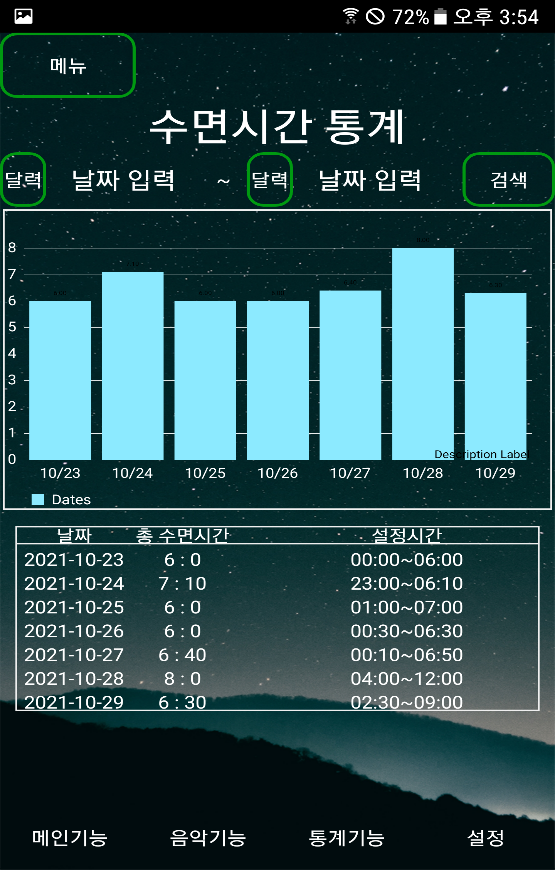 72% 오후 3:54
메뉴
수면시간 통계
달력 날짜 입력 ~ 달력 날짜 입력 검색
8
7
6
5
4
3
2
1
0
Description Label
10/23 10/24 10/25 10/26 10/27 10/28 10/29
Dates
날짜 총 수면시간 설정시간
2021-10-23 6 : 0 00:00~06:00
2021-10-24 7 : 10 23:00~06:10
2021-10-25 6 : 0 01:00~07:00
2021-10-26 6 : 0 00:30~06:30
2021-10-27 6 : 40 00:10~06:50
2021-10-28 8 : 0 04:00~12:00
2021-10-29 6 : 30 02:30~09:00
메인기능 음악기능 통계기능 설정